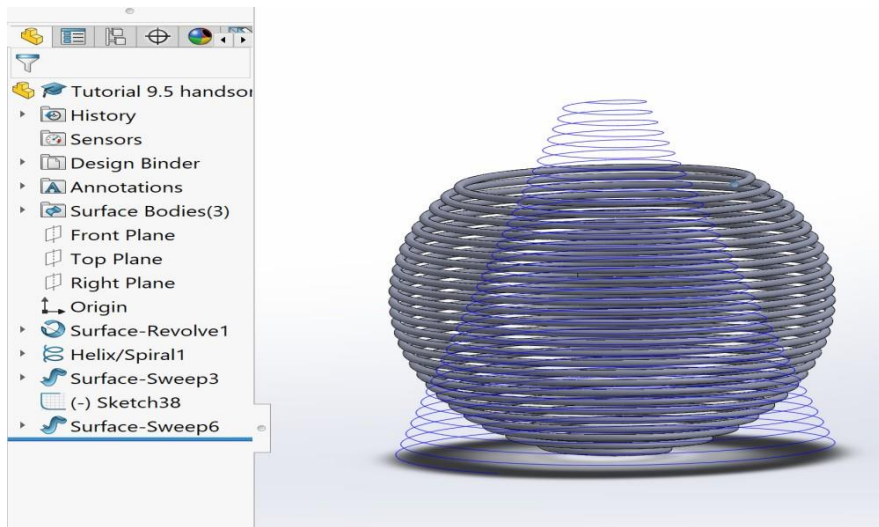 Tutorial 9.5 handsor
History
Sensors
Design Binder
Annotations
Surface Bodies(3)
Front Plane
Top Plane
Right Plane
Origin
Surface-Revolve1
Helix/Spiral1
Surface-Sweep3
(-) Sketch38
Surface-Sweep6